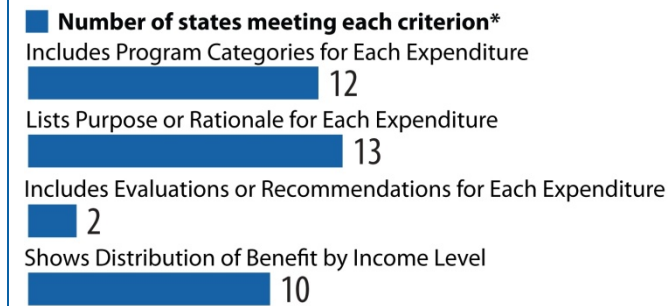 Number of states meeting each criterion*
Includes Program Categories for Each Expenditure
12
Lists Purpose or Rationale for Each Expenditure
13
Includes Evaluations or Recommendations for Each Expenditure
2
Shows Distribution of Benefit by Income Level
10